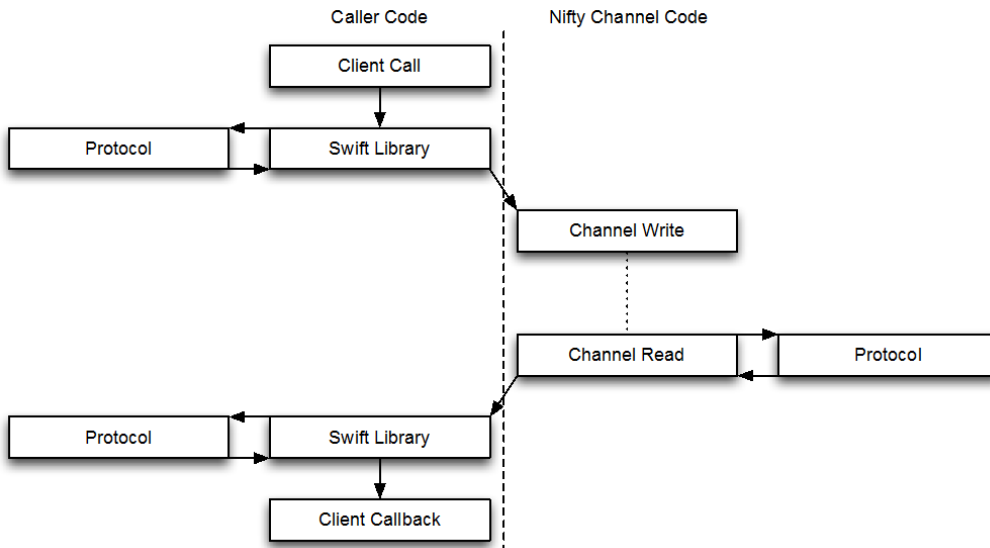 Caller Code
Nifty Channel Code
Client Call
Protocol
Swift Library
Channel Write
Channel Read
Protocol
Protocol
Swift Library
Client Callback